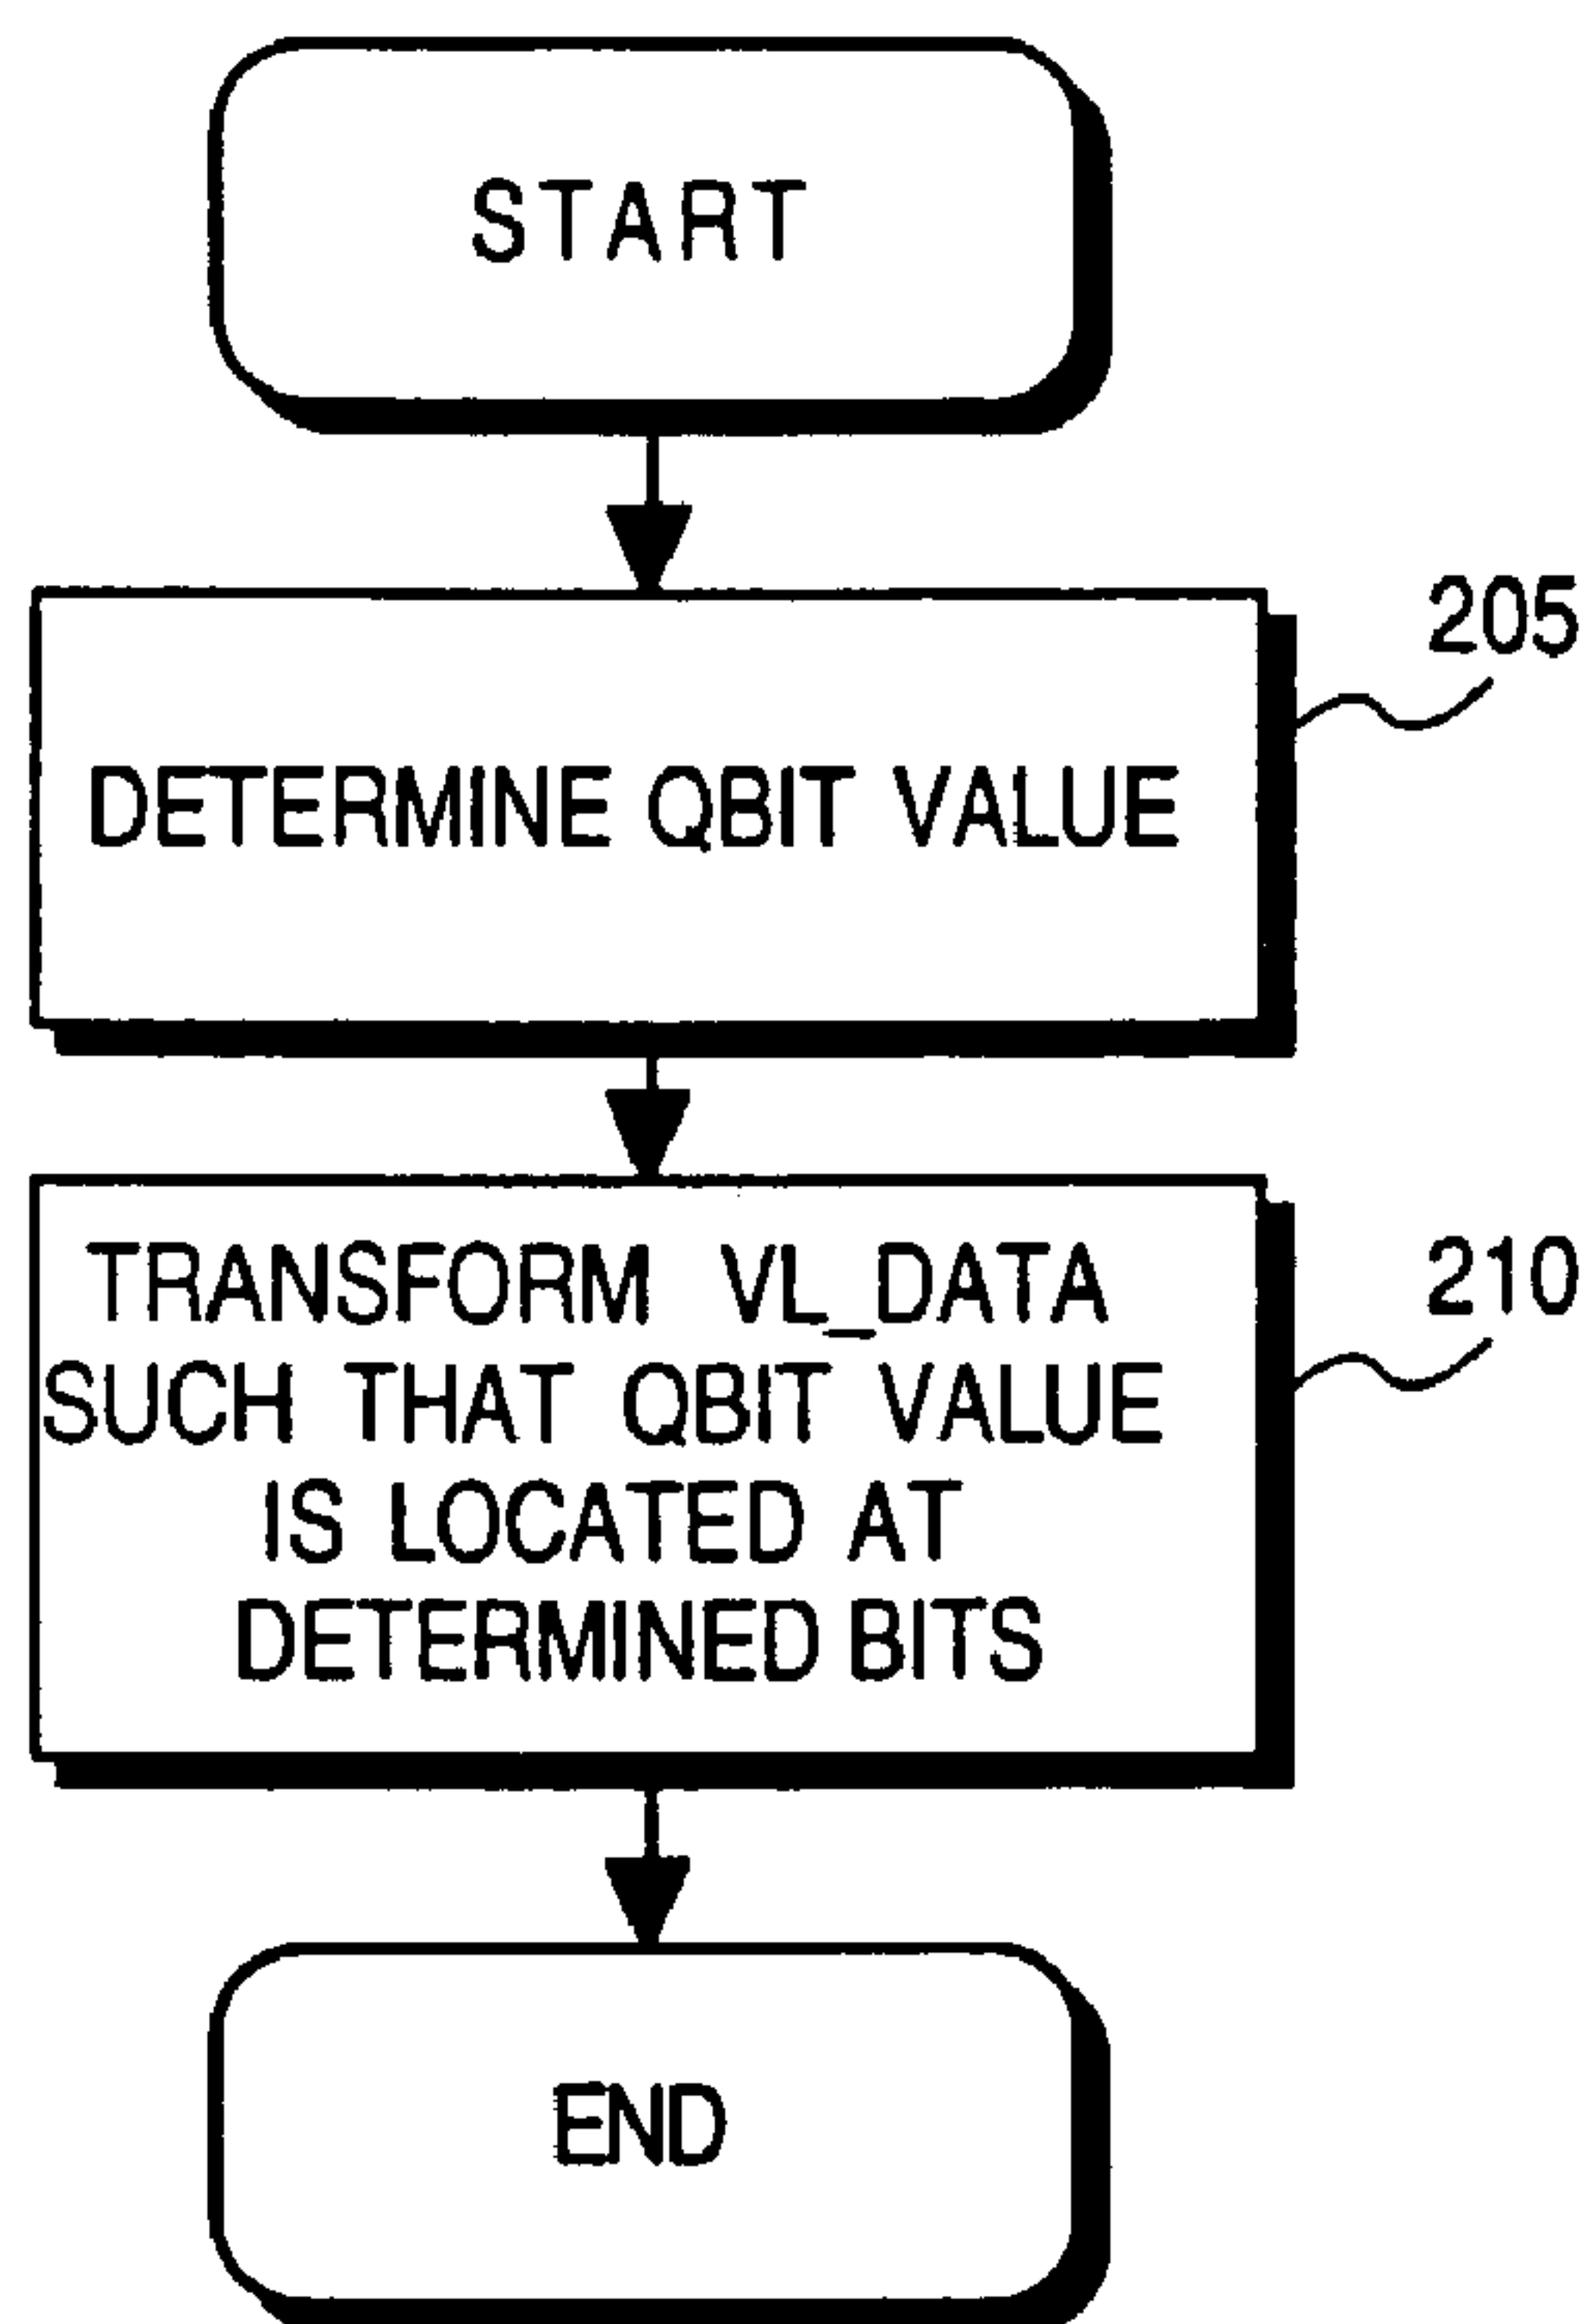 START
205
DETERMINE QBIT VALUE
210
TRANSFORM VL_DATA
SUCH THAT QBIT VALUE
IS LOCATED AT
DETERMINED BITS
END